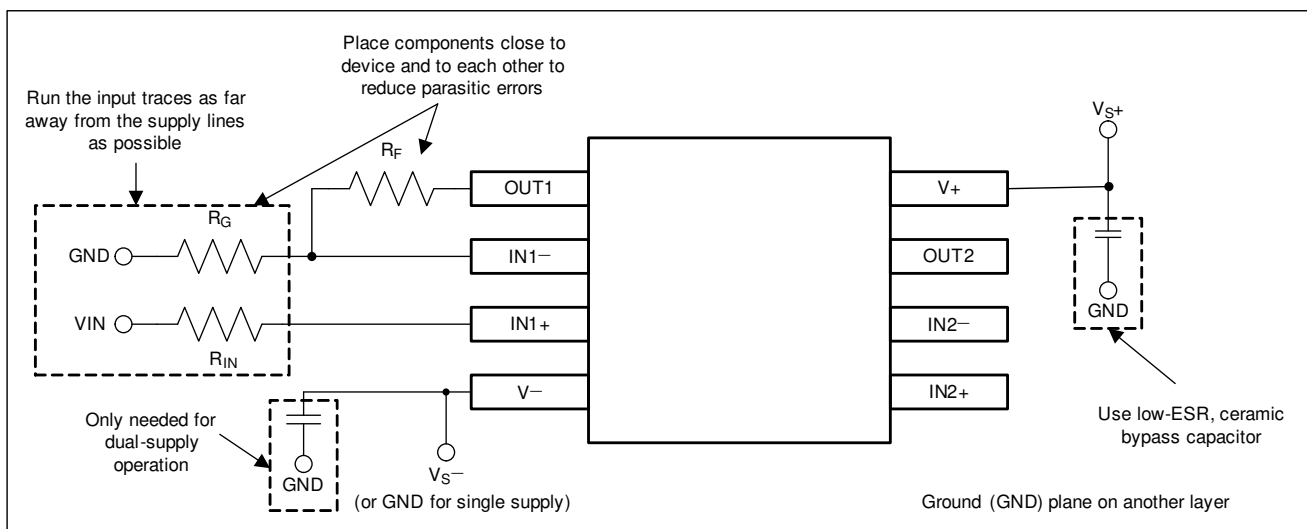 Place components close to
device and to each other to
reduce parasitic errors
Run the input traces as far
away from the supply lines
as possible
VS+
RF
OUT1
V+
RG
GND
IN1−
OUT2
GND
VIN
IN1+
IN2−
RIN
V−
IN2+
Only needed for
dual-supply
operation
Use low-ESR, ceramic
bypass capacitor
GND
VS−
(or GND for single supply)
Ground (GND) plane on another layer